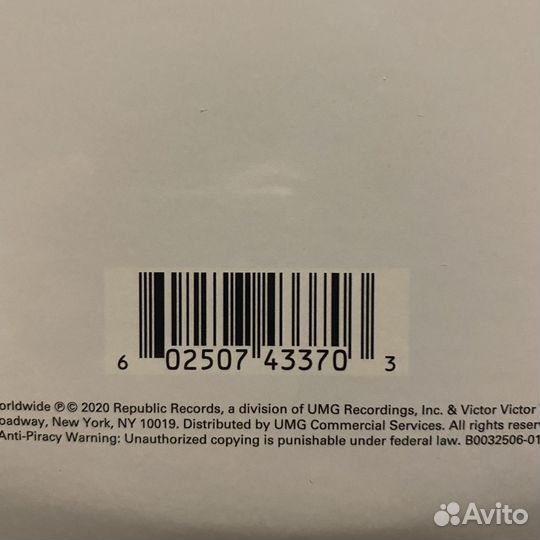 6 02507 43370 3
orldwide ℗© 2020 Republic Records, a division of UMG Recordings, Inc. & Victor Victor
oadway, New York, NY 10019. Distributed by UMG Commercial Services. All rights reserv
Anti-Piracy Warning: Unauthorized copying is punishable under federal law. B0032506-01
Avito